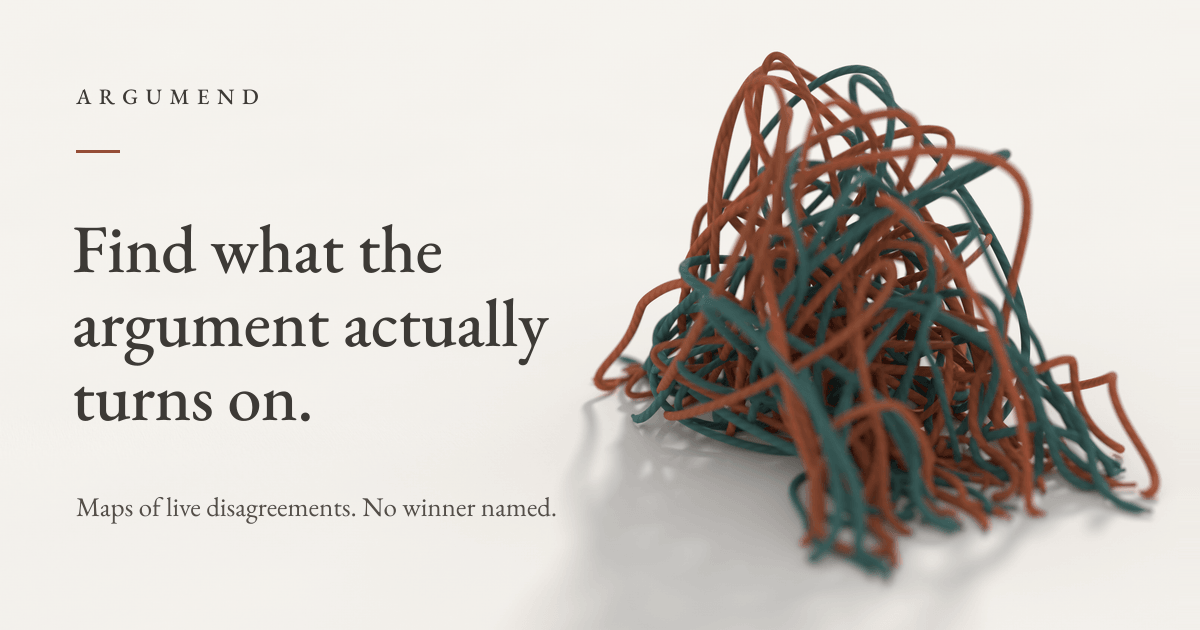 ARGUMEND
Find what the
argument actually
turns on.
Maps of live disagreements. No winner named.